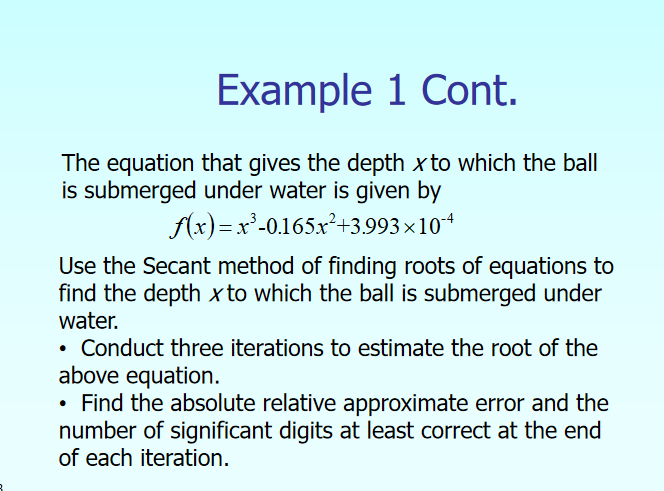 Example 1 Cont.
The equation that gives the depth x to which the ball
is submerged under water is given by
f(x)=x³-0.165x²+3.993×10⁻⁴
Use the Secant method of finding roots of equations to
find the depth x to which the ball is submerged under
water.
• Conduct three iterations to estimate the root of the
above equation.
• Find the absolute relative approximate error and the
number of significant digits at least correct at the end
of each iteration.